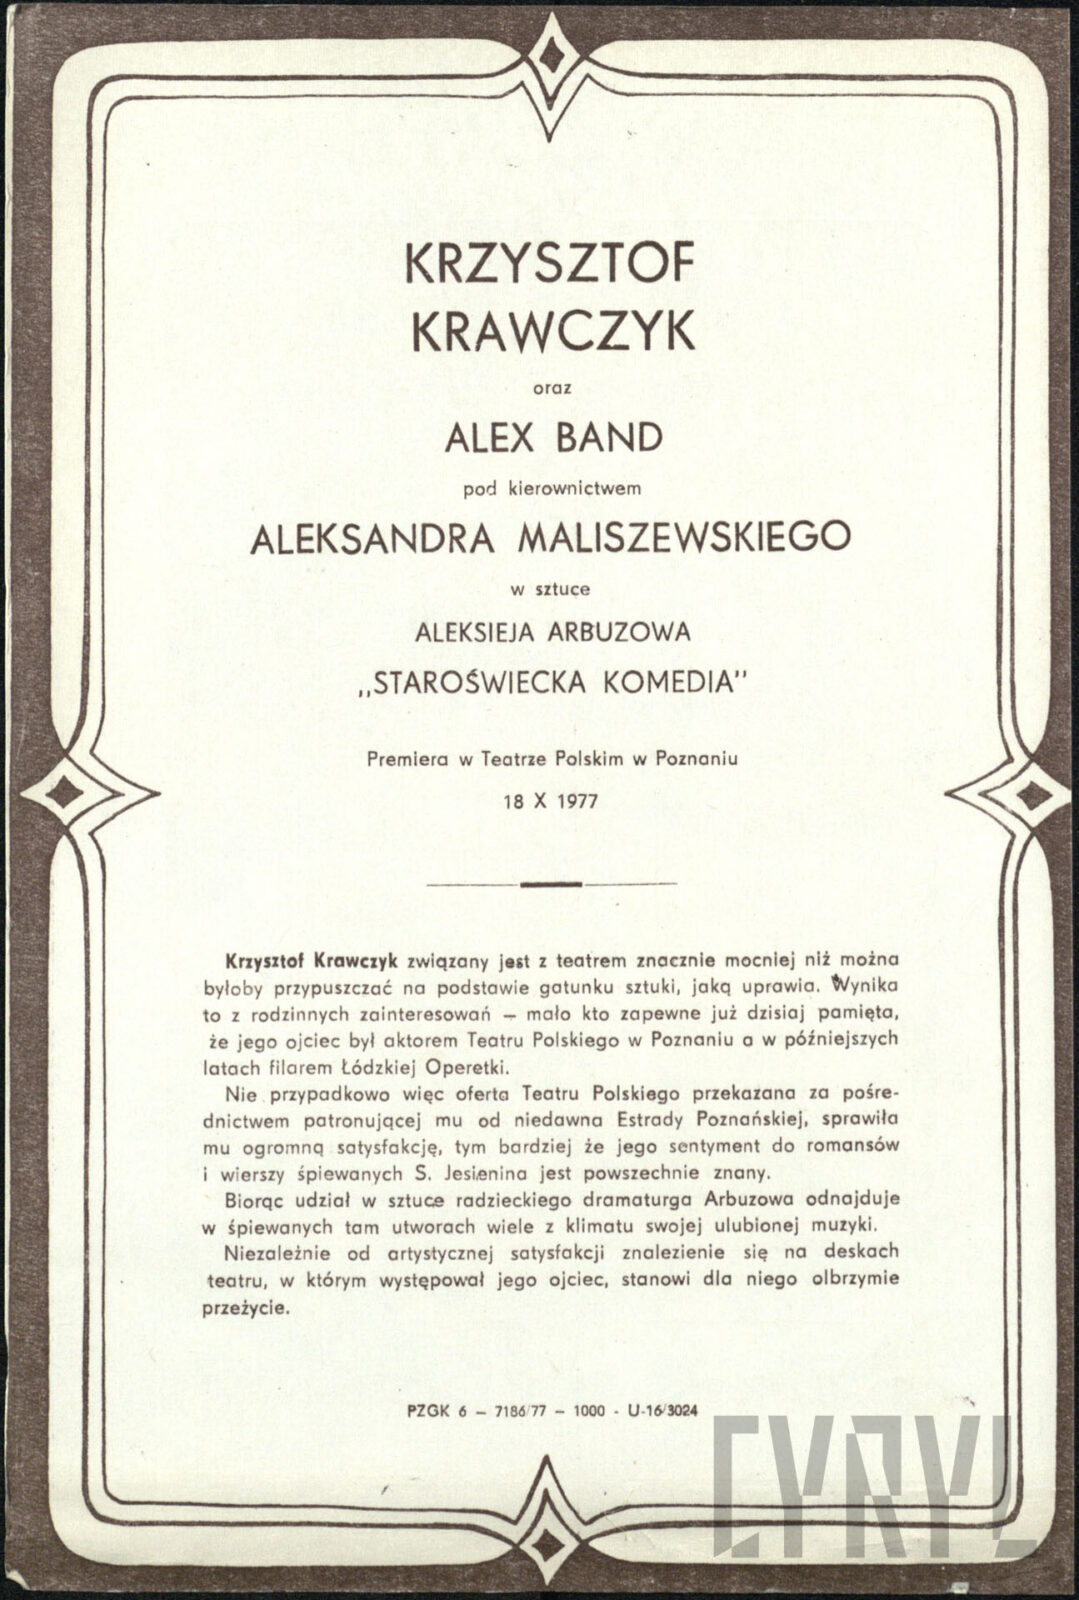 KRZYSZTOF
KRAWCZYK
oraz
ALEX BAND
pod kierownictwem
ALEKSANDRA MALISZEWSKIEGO
w sztuce
ALEKSIEJA ARBUZOWA
„STAROŚWIECKA KOMEDIA"
Premiera w Teatrze Polskim w Poznaniu
18 X 1977
Krzysztof Krawczyk związany jest z teatrem znacznie mocniej niż można
byłoby przypuszczać na podstawie gatunku sztuki, jaką uprawia. Wynika
to z rodzinnych zainteresowań – mało kto zapewne już dzisiaj pamięta,
że jego ojciec był aktorem Teatru Polskiego w Poznaniu a w późniejszych
latach filarem Łódzkiej Operetki.
Nie przypadkowo więc oferta Teatru Polskiego przekazana za pośre-
dnictwem patronującej mu od niedawna Estrady Poznańskiej, sprawiła
mu ogromną satysfakcję, tym bardziej że jego sentyment do romansów
i wierszy śpiewanych S. Jesienina jest powszechnie znany.
Biorąc udział w sztuce radzieckiego dramaturga Arbuzowa odnajduje
w śpiewanych tam utworach wiele z klimatu swojej ulubionej muzyki.
Niezależnie od artystycznej satysfakcji znalezienie się na deskach
teatru, w którym występował jego ojciec, stanowi dla niego olbrzymie
przeżycie.
PZGK 6 – 7186/77 – 1000 - U-16/3024
CYRYL